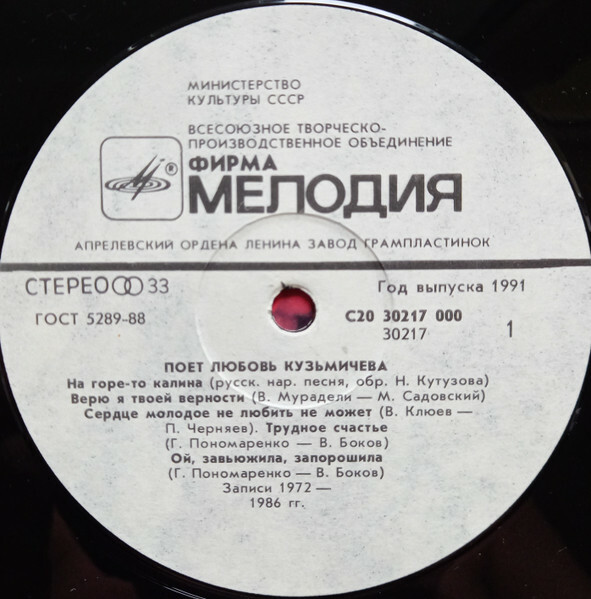 МИНИСТЕРСТВО
КУЛЬТУРЫ СССР
ВСЕСОЮЗНОЕ ТВОРЧЕСКО-
ПРОИЗВОДСТВЕННОЕ ОБЪЕДИНЕНИЕ
ФИРМА
®
МЕЛОДИЯ
АПРЕЛЕВСКИЙ ОРДЕНА ЛЕНИНА ЗАВОД ГРАМПЛАСТИНОК
СТЕРЕО 33
Год выпуска 1991
ГОСТ 5289-88
С20 30217 000
30217
1
ПОЕТ ЛЮБОВЬ КУЗЬМИЧЕВА
На горе-то калина (русск. нар. песня, обр. Н. Кутузова)
Верю я твоей верности (В. Мурадели — М. Садовский)
Сердце молодое не любить не может (В. Клюев —
П. Черняев). Трудное счастье
(Г. Пономаренко — В. Боков)
Ой, завьюжила, запорошила
(Г. Пономаренко — В. Боков)
Записи 1972 —
1986 гг.